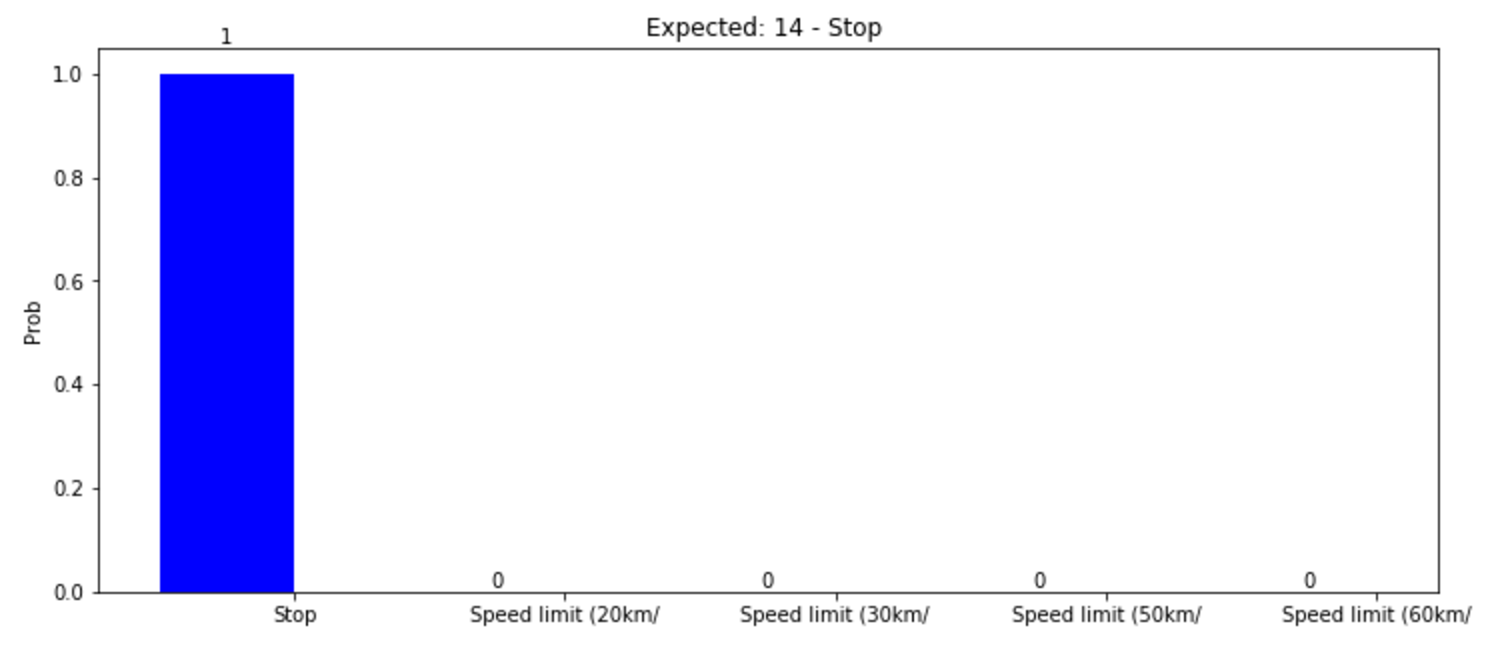 Expected: 14 - Stop
1
1.0
0.8
0.6
0.4
0.2
0.0
Prob
0 0 0 0
Stop Speed limit (20km/ Speed limit (30km/ Speed limit (50km/ Speed limit (60km/